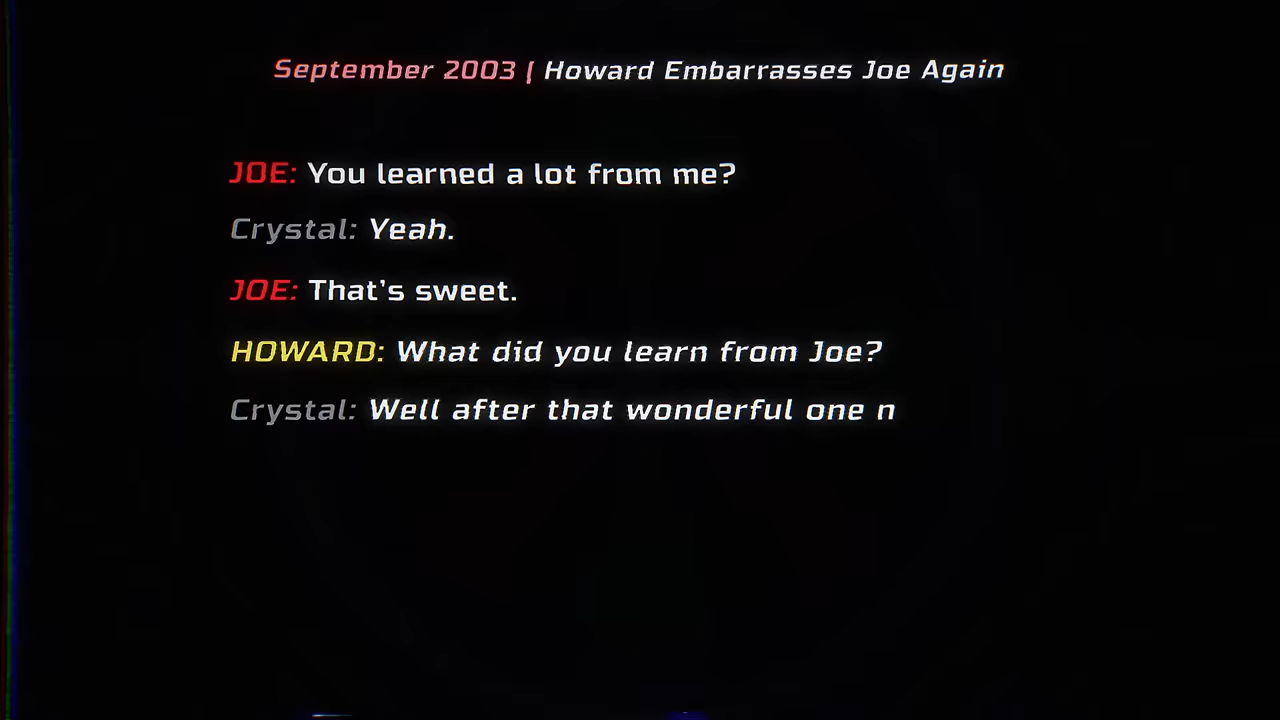 September 2003 | Howard Embarrasses Joe Again
JOE: You learned a lot from me?
Crystal: Yeah.
JOE: That's sweet.
HOWARD: What did you learn from Joe?
Crystal: Well after that wonderful one n